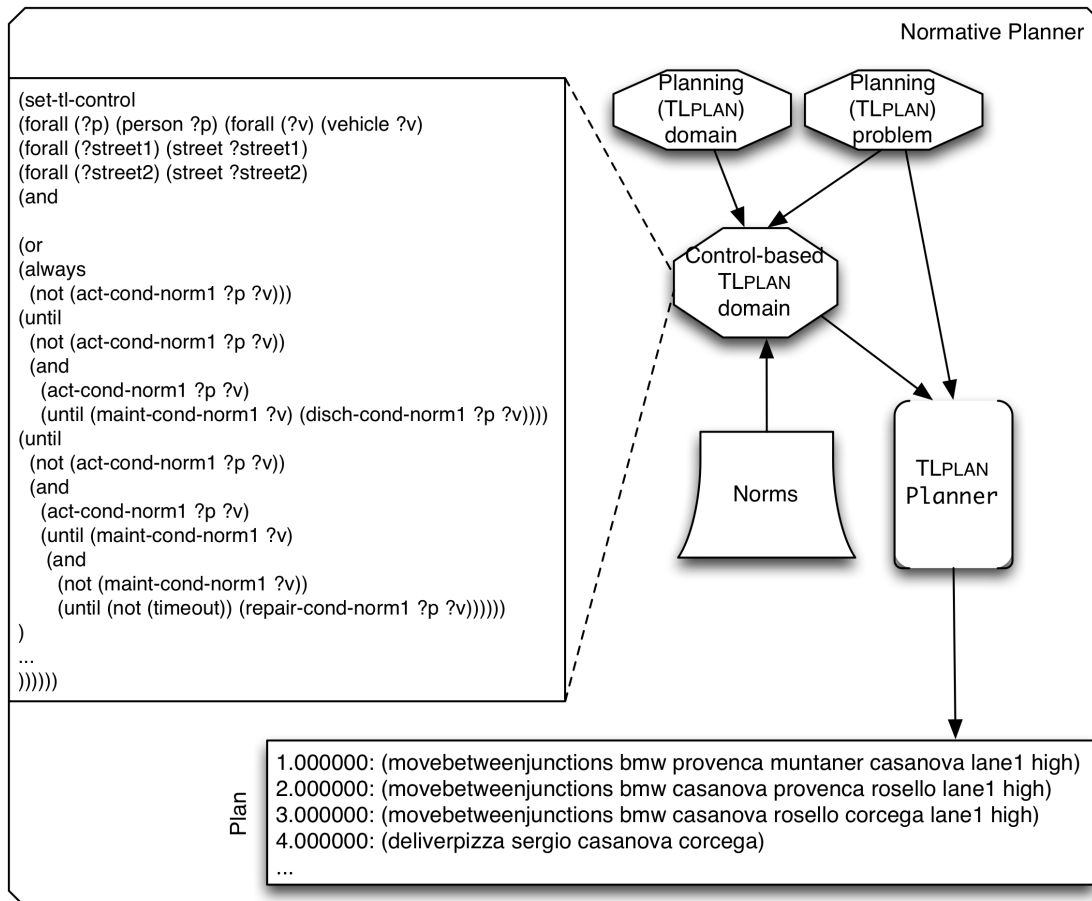 Normative Planner
(set-tl-control
(forall (?p) (person ?p) (forall (?v) (vehicle ?v)
(forall (?street1) (street ?street1)
(forall (?street2) (street ?street2)
(and
(or
(always
(not (act-cond-norm1 ?p ?v)))
(until
(not (act-cond-norm1 ?p ?v))
(and
(act-cond-norm1 ?p ?v)
(until (maint-cond-norm1 ?v) (disch-cond-norm1 ?p ?v))))
(until
(not (act-cond-norm1 ?p ?v))
(and
(act-cond-norm1 ?p ?v)
(until (maint-cond-norm1 ?v)
(and
(not (maint-cond-norm1 ?v))
(until (not (timeout)) (repair-cond-norm1 ?p ?v))))))
)
...
))))))
Planning
(TLPLAN)
domain
Planning
(TLPLAN)
problem
Control-based
TLPLAN
domain
Norms
TLPLAN
Planner
Plan
1.000000: (movebetweenjunctions bmw provenca muntaner casanova lane1 high)
2.000000: (movebetweenjunctions bmw casanova provenca rosello lane1 high)
3.000000: (movebetweenjunctions bmw casanova rosello corcega lane1 high)
4.000000: (deliverpizza sergio casanova corcega)
...